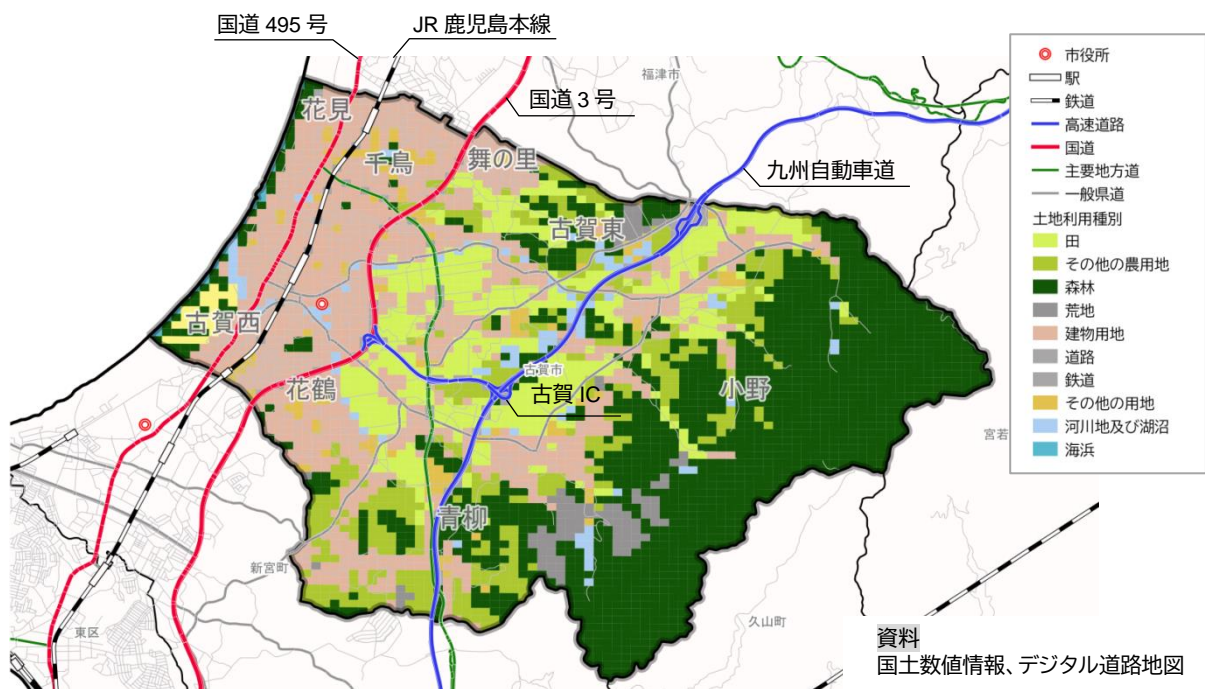 国道 495 号
JR 鹿児島本線
国道 3 号
九州自動車道
福津市
花見
千鳥
舞の里
古賀東
古賀西
花鶴
古賀市
古賀 IC
小野
青柳
新宮町
東区
久山町
宮若
市役所
駅
鉄道
高速道路
国道
主要地方道
一般県道
土地利用種別
田
その他の農用地
森林
荒地
建物用地
道路
鉄道
その他の用地
河川地及び湖沼
海浜
資料
国土数値情報、デジタル道路地図